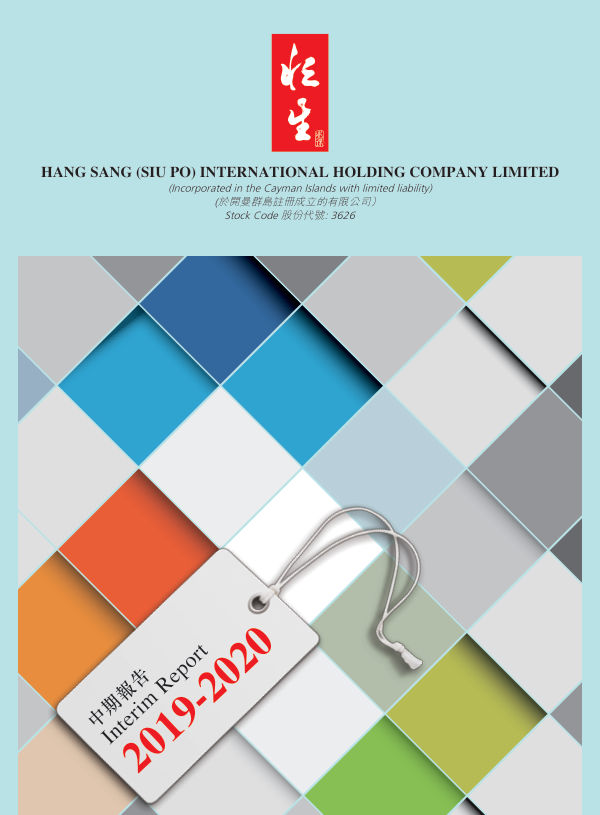 恒生
HANG SANG (SIU PO) INTERNATIONAL HOLDING COMPANY LIMITED
(Incorporated in the Cayman Islands with limited liability)
(於開曼群島註冊成立的有限公司)
Stock Code 股份代號: 3626
中期報告
Interim Report
2019-2020